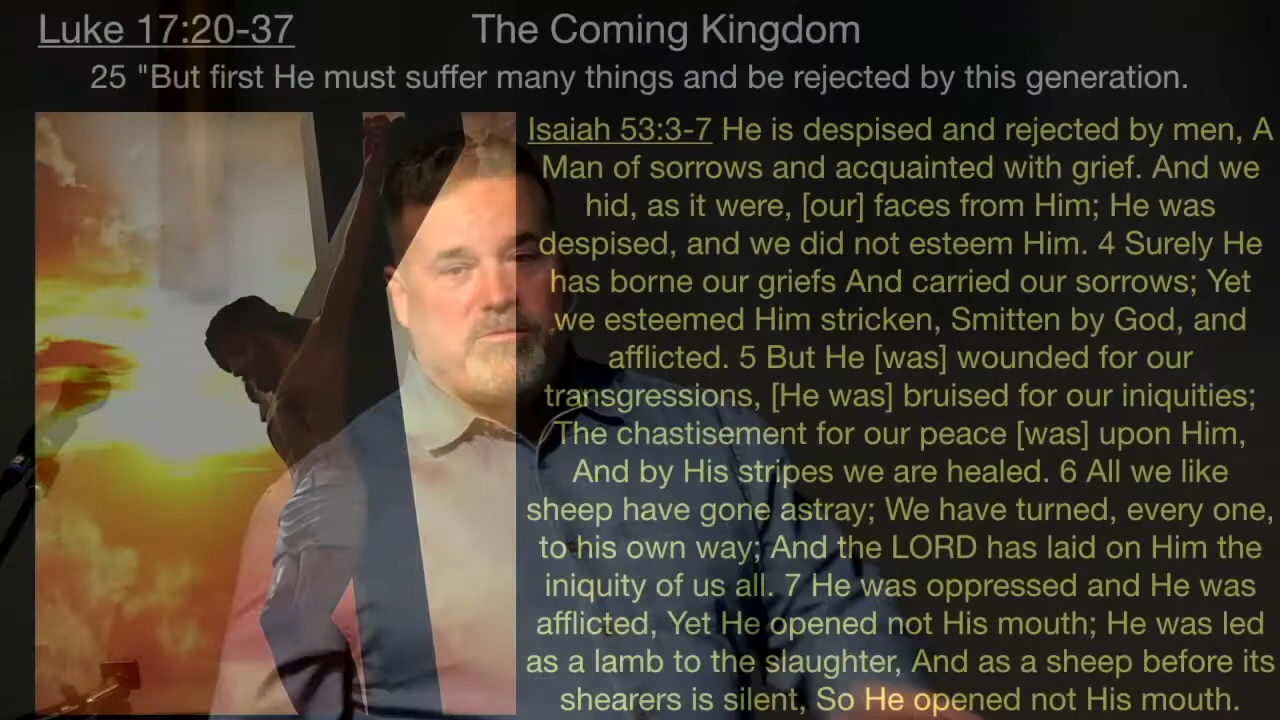 Luke 17:20-37 The Coming Kingdom
25 "But first He must suffer many things and be rejected by this generation.
Isaiah 53:3-7 He is despised and rejected by men, A
Man of sorrows and acquainted with grief. And we
hid, as it were, [our] faces from Him; He was
despised, and we did not esteem Him. 4 Surely He
has borne our griefs And carried our sorrows; Yet
we esteemed Him stricken, Smitten by God, and
afflicted. 5 But He [was] wounded for our
transgressions, [He was] bruised for our iniquities;
The chastisement for our peace [was] upon Him,
And by His stripes we are healed. 6 All we like
sheep have gone astray; We have turned, every one,
to his own way; And the LORD has laid on Him the
iniquity of us all. 7 He was oppressed and He was
afflicted, Yet He opened not His mouth; He was led
as a lamb to the slaughter, And as a sheep before its
shearers is silent, So He opened not His mouth.